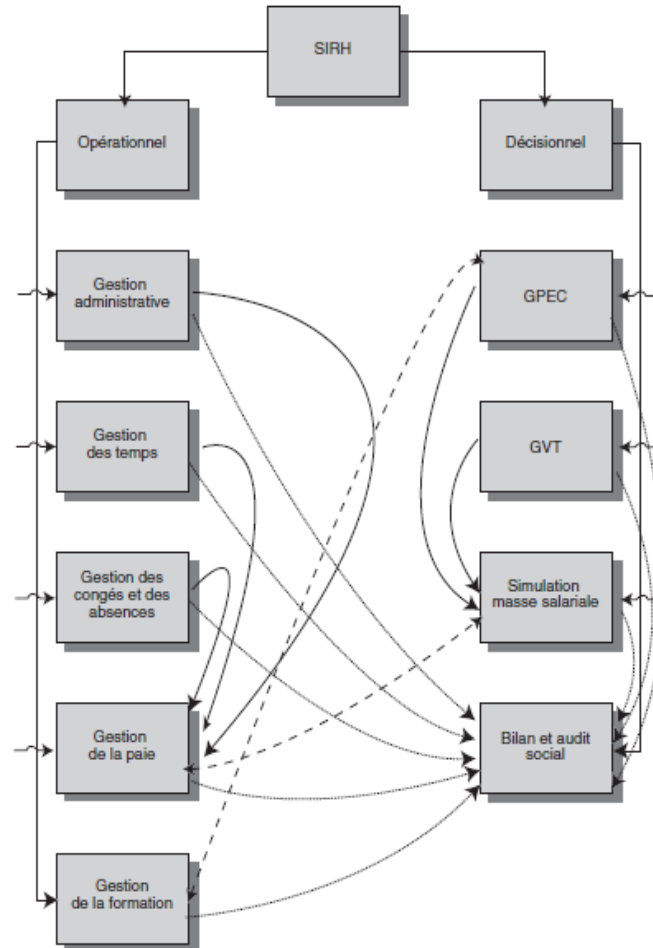 SIRH
Opérationnel
Décisionnel
Gestion
administrative
GPEC
Gestion
des temps
GVT
Gestion des
congés et des
absences
Simulation
masse salariale
Gestion
de la paie
Bilan et audit
social
Gestion
de la formation